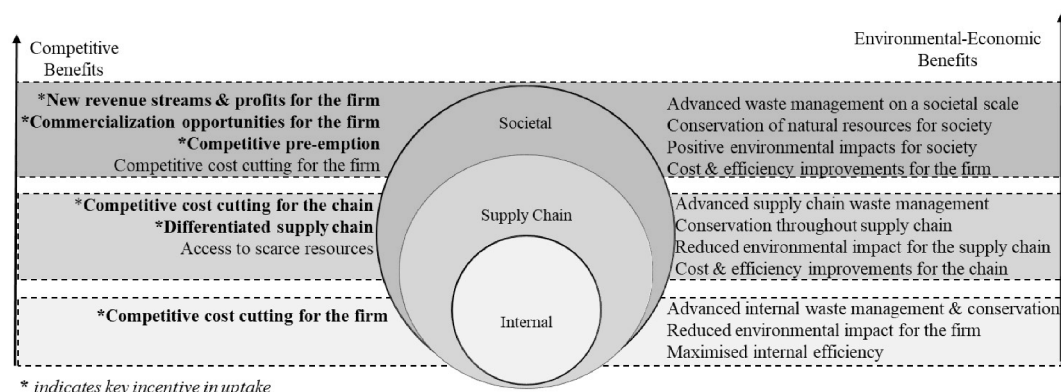 Competitive
Benefits
Environmental-Economic
Benefits
*New revenue streams & profits for the firm
*Commercialization opportunities for the firm
*Competitive pre-emption
Competitive cost cutting for the firm
Societal
Advanced waste management on a societal scale
Conservation of natural resources for society
Positive environmental impacts for society
Cost & efficiency improvements for the firm
*Competitive cost cutting for the chain
*Differentiated supply chain
Access to scarce resources
Supply Chain
Advanced supply chain waste management
Conservation throughout supply chain
Reduced environmental impact for the supply chain
Cost & efficiency improvements for the chain
*Competitive cost cutting for the firm
Internal
Advanced internal waste management & conservation
Reduced environmental impact for the firm
Maximised internal efficiency
* indicates key incentive in uptake